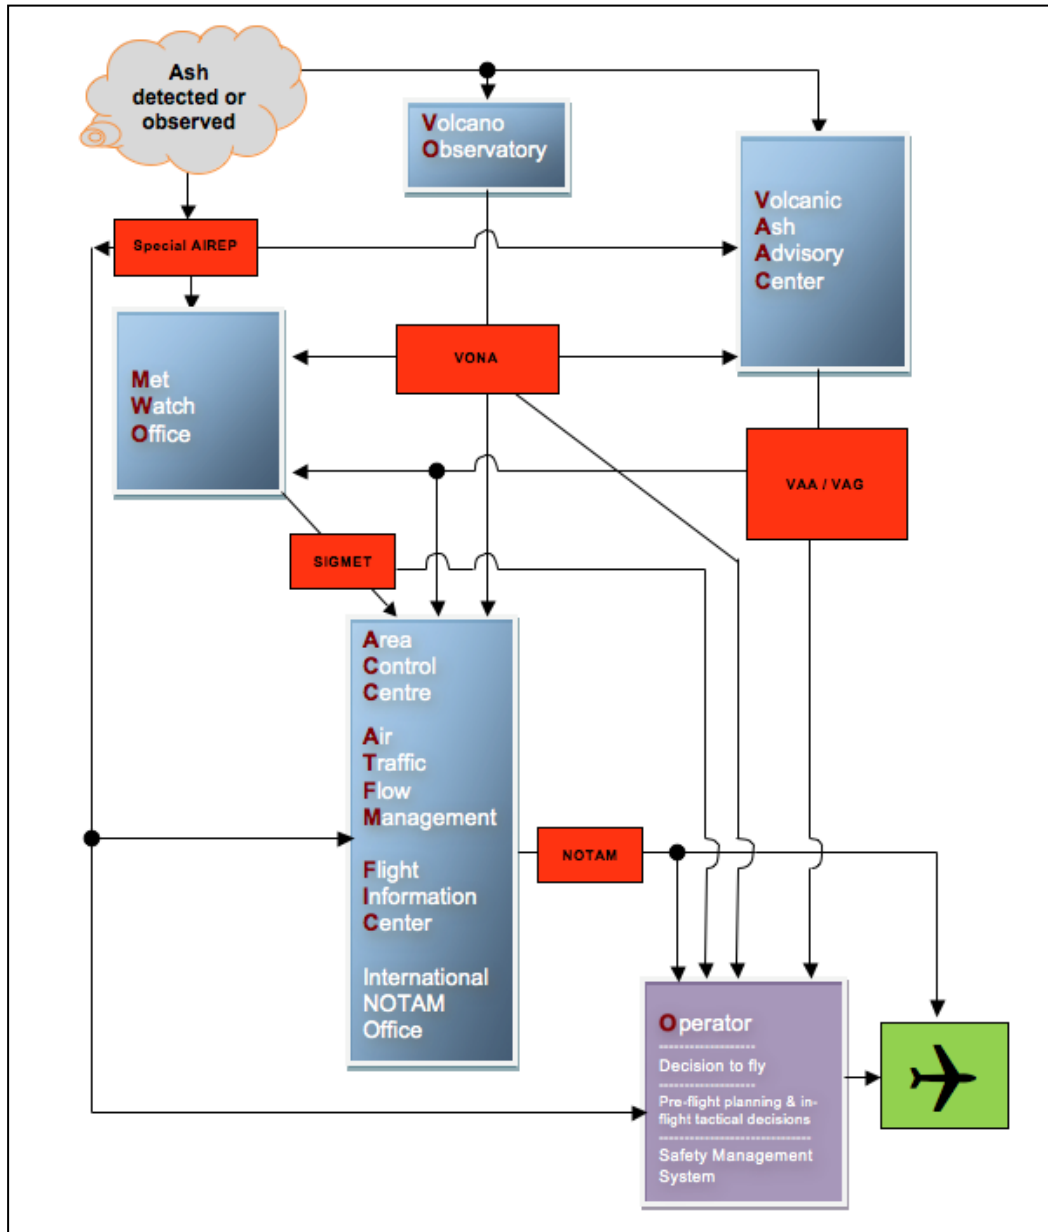 Ash
detected or
observed
Volcano
Observatory
Volcanic
Ash
Advisory
Center
Special AIREP
VONA
Met
Watch
Office
VAA / VAG
SIGMET
Area
Control
Centre
Air
Traffic
Flow
Management
Flight
Information
Center
International
NOTAM
Office
NOTAM
Operator
--------------------
Decision to fly
--------------------
Pre-flight planning & in-
flight tactical decisions
-------------------------------
Safety Management
System